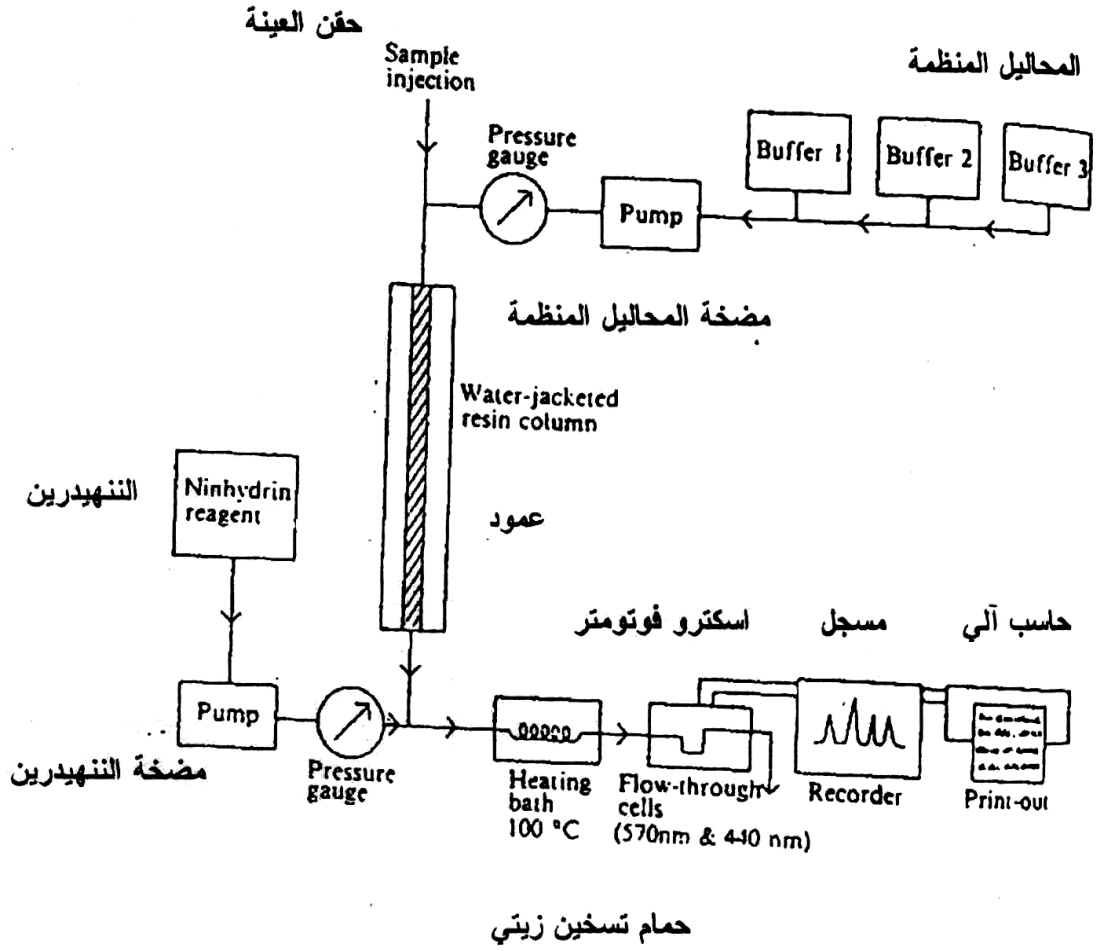 حقن العينة
Sample
injection
المحاليل المنظمة
Pressure
gauge
Buffer 1
Buffer 2
Buffer 3
Pump
مضخة المحاليل المنظمة
Water-jacketed
resin column
الننهيدرين
Ninhydrin
reagent
عمود
اسكترو فوتومتر
مسجل
حاسب آلي
Pump
مضخة الننهيدرين
Pressure
gauge
Heating
bath
100 °C
Flow-through
cells
(570nm & 440 nm)
Recorder
Print-out
حمام تسخين زيتي